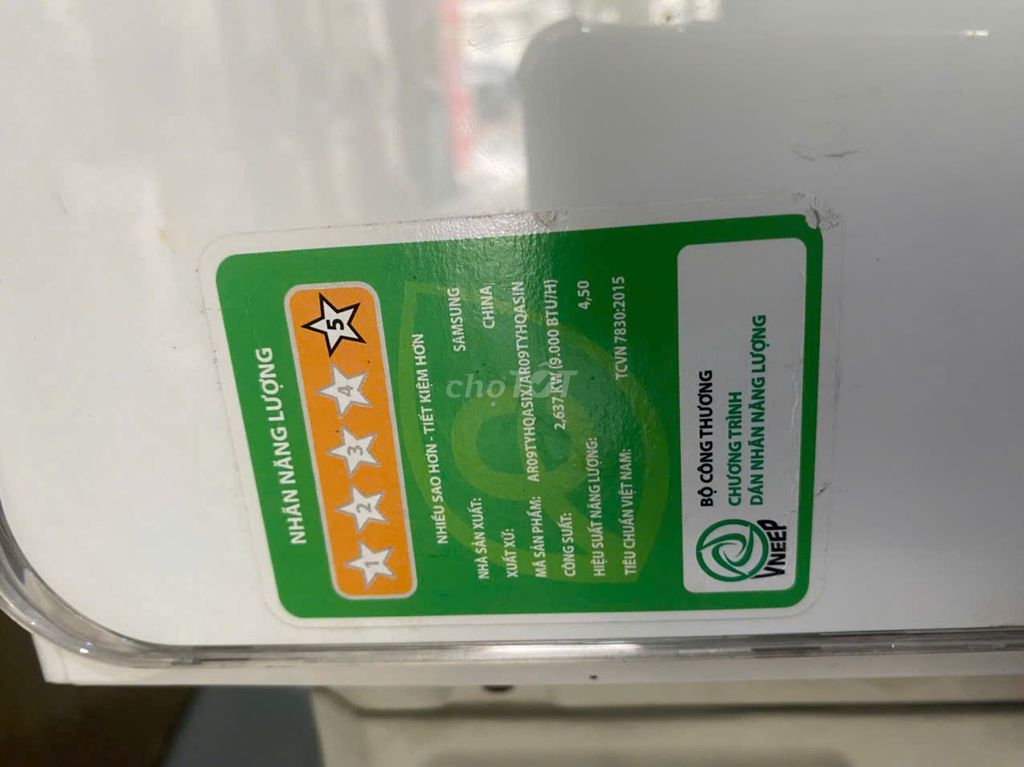 NHÃN NĂNG LƯỢNG
1 2 3 4 5
NHIỀU SAO HƠN - TIẾT KIỆM HƠN
NHÀ SẢN XUẤT: SAMSUNG
XUẤT XỨ: CHINA
MÃ SẢN PHẨM: AR09TYHQASIX/AR09TYHQASIN
CÔNG SUẤT: 2,637 KW (9.000 BTU/H)
HIỆU SUẤT NĂNG LƯỢNG: 4,50
TIÊU CHUẨN VIỆT NAM: TCVN 7830:2015
VNEEP
BỘ CÔNG THƯƠNG
CHƯƠNG TRÌNH
DÁN NHÃN NĂNG LƯỢNG
chợTỐT